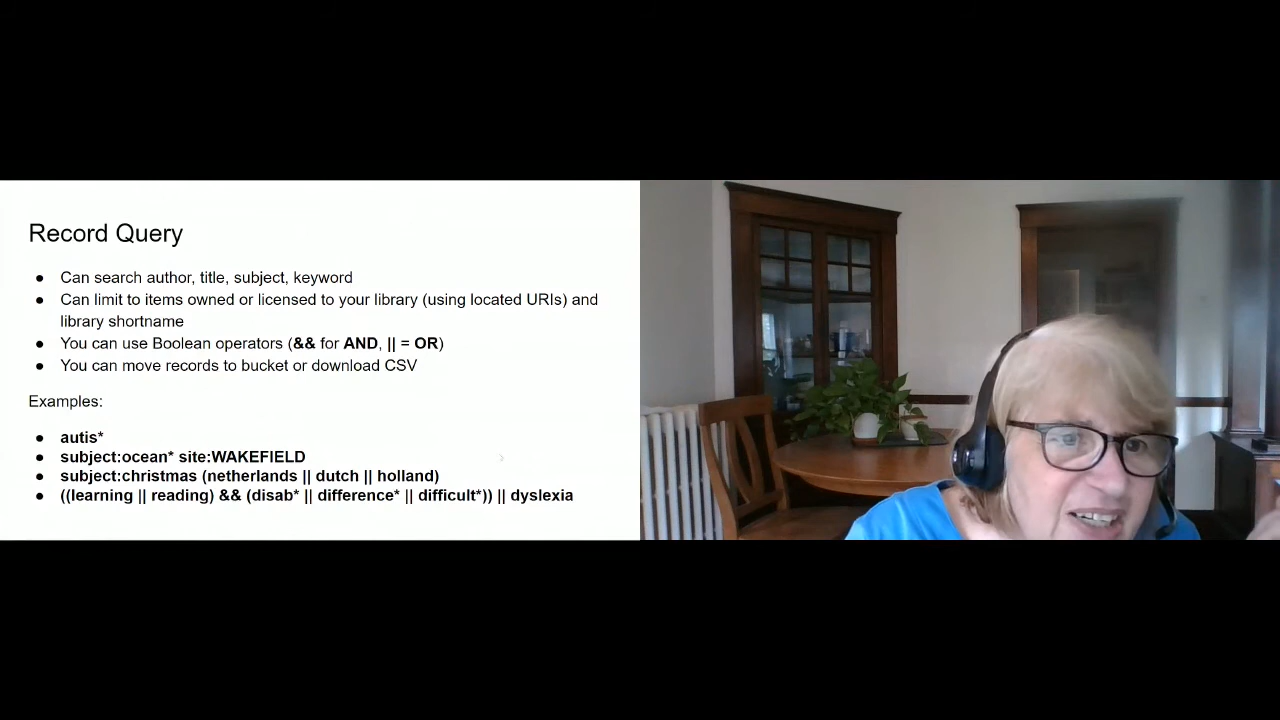 Record Query
● Can search author, title, subject, keyword
● Can limit to items owned or licensed to your library (using located URIs) and
library shortname
● You can use Boolean operators (&& for AND, || = OR)
● You can move records to bucket or download CSV
Examples:
● autis*
● subject:ocean* site:WAKEFIELD
● subject:christmas (netherlands || dutch || holland)
● ((learning || reading) && (disab* || difference* || difficult*)) || dyslexia